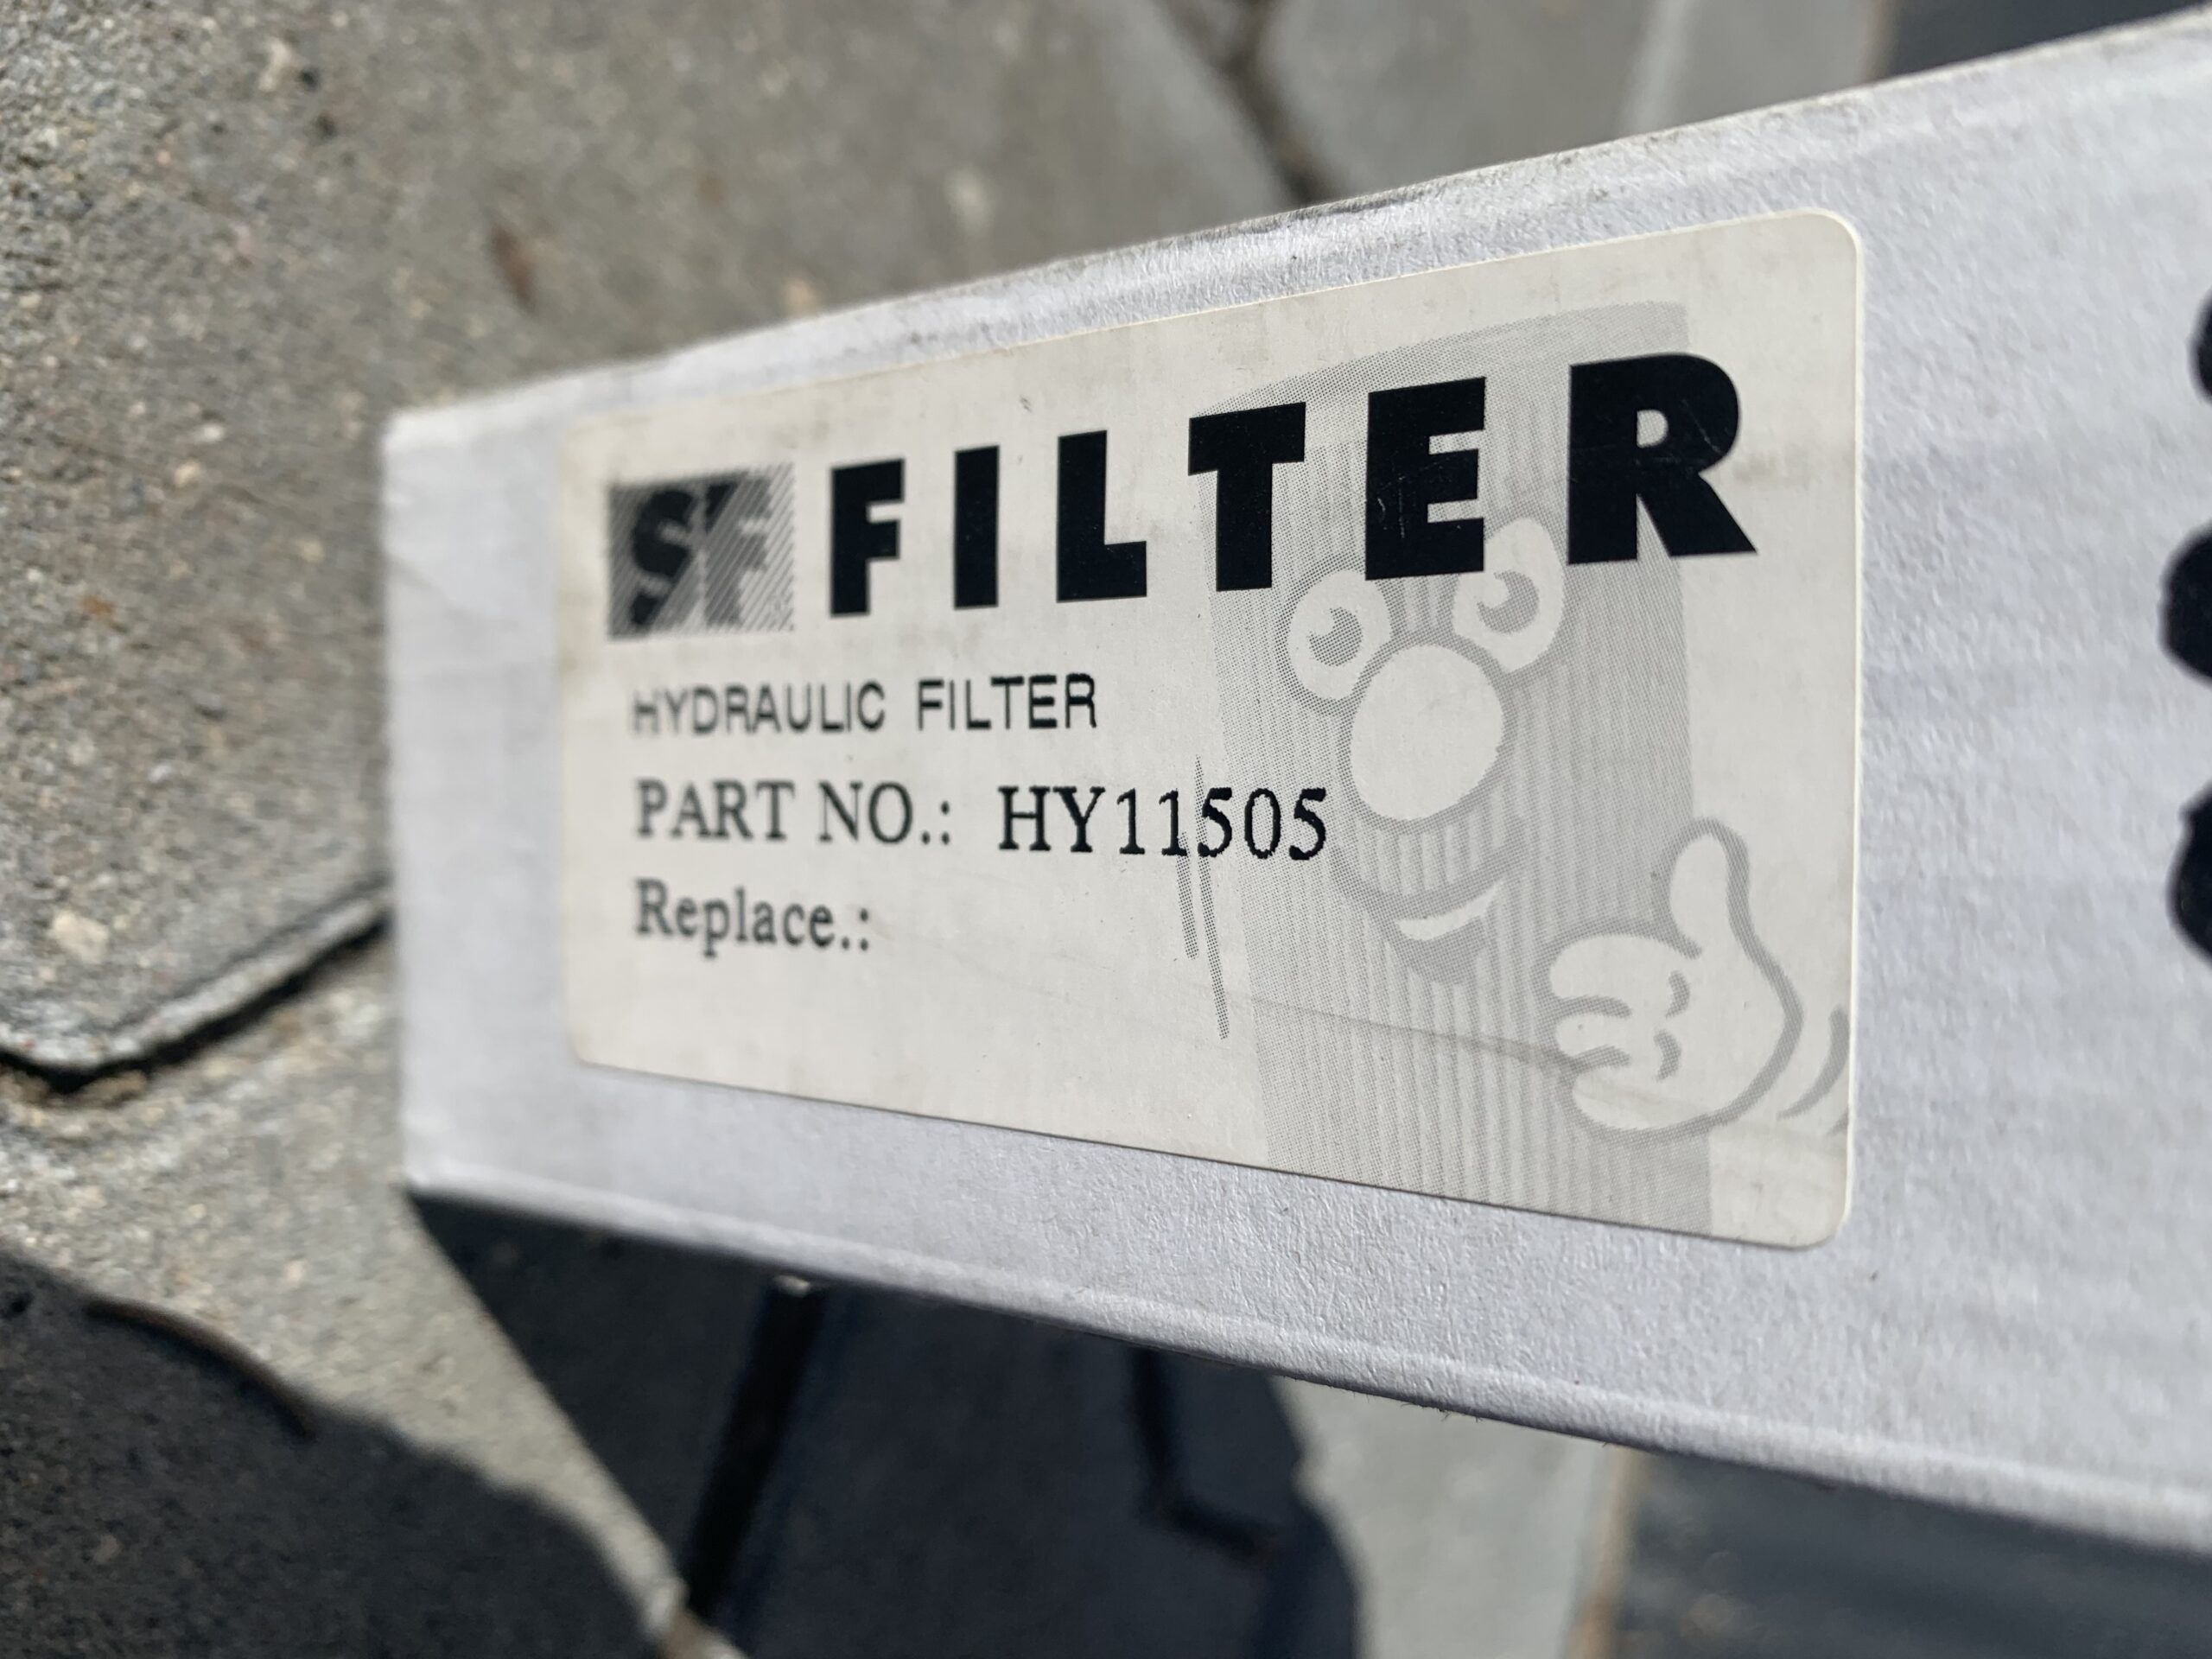 SF FILTER
HYDRAULIC FILTER
PART NO.: HY11505
Replace.: